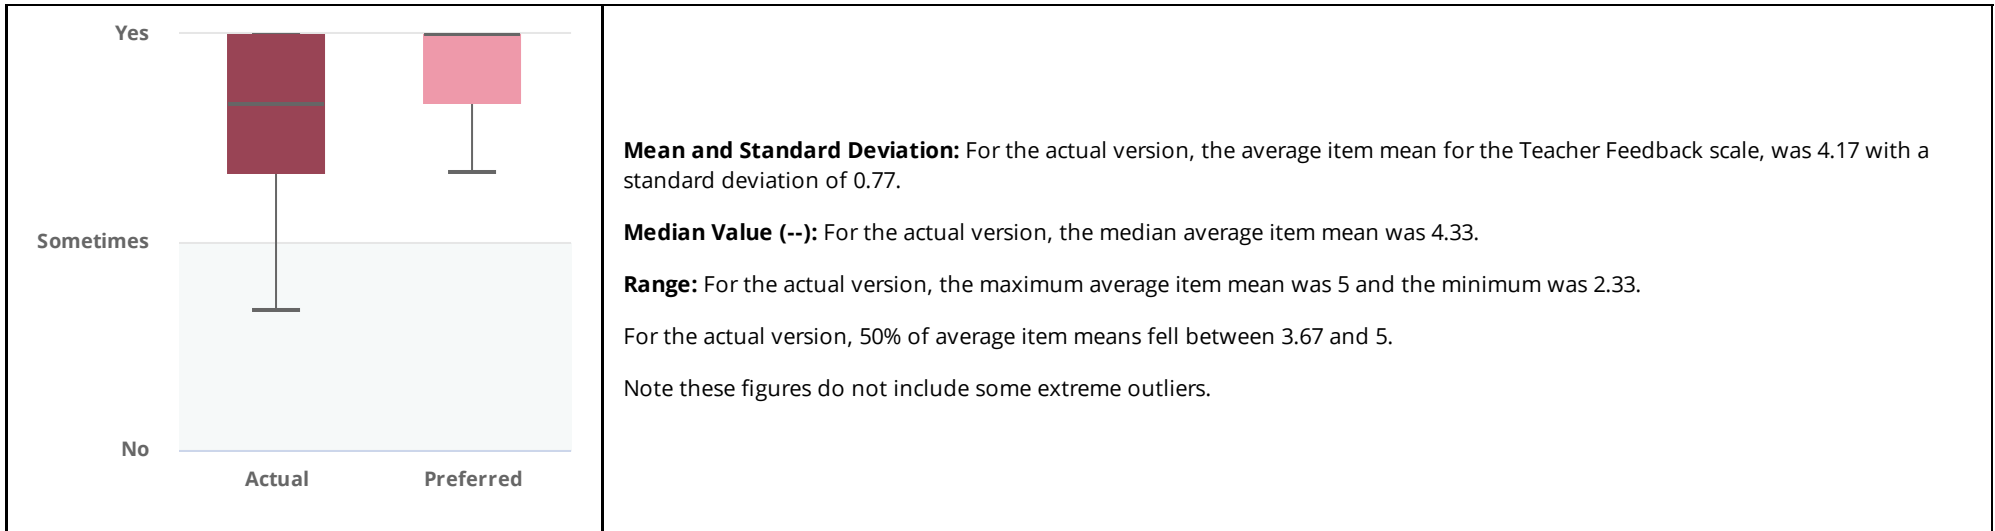 Yes
Sometimes
No
Actual Preferred
Mean and Standard Deviation: For the actual version, the average item mean for the Teacher Feedback scale, was 4.17 with a
standard deviation of 0.77.
Median Value (--): For the actual version, the median average item mean was 4.33.
Range: For the actual version, the maximum average item mean was 5 and the minimum was 2.33.
For the actual version, 50% of average item means fell between 3.67 and 5.
Note these figures do not include some extreme outliers.